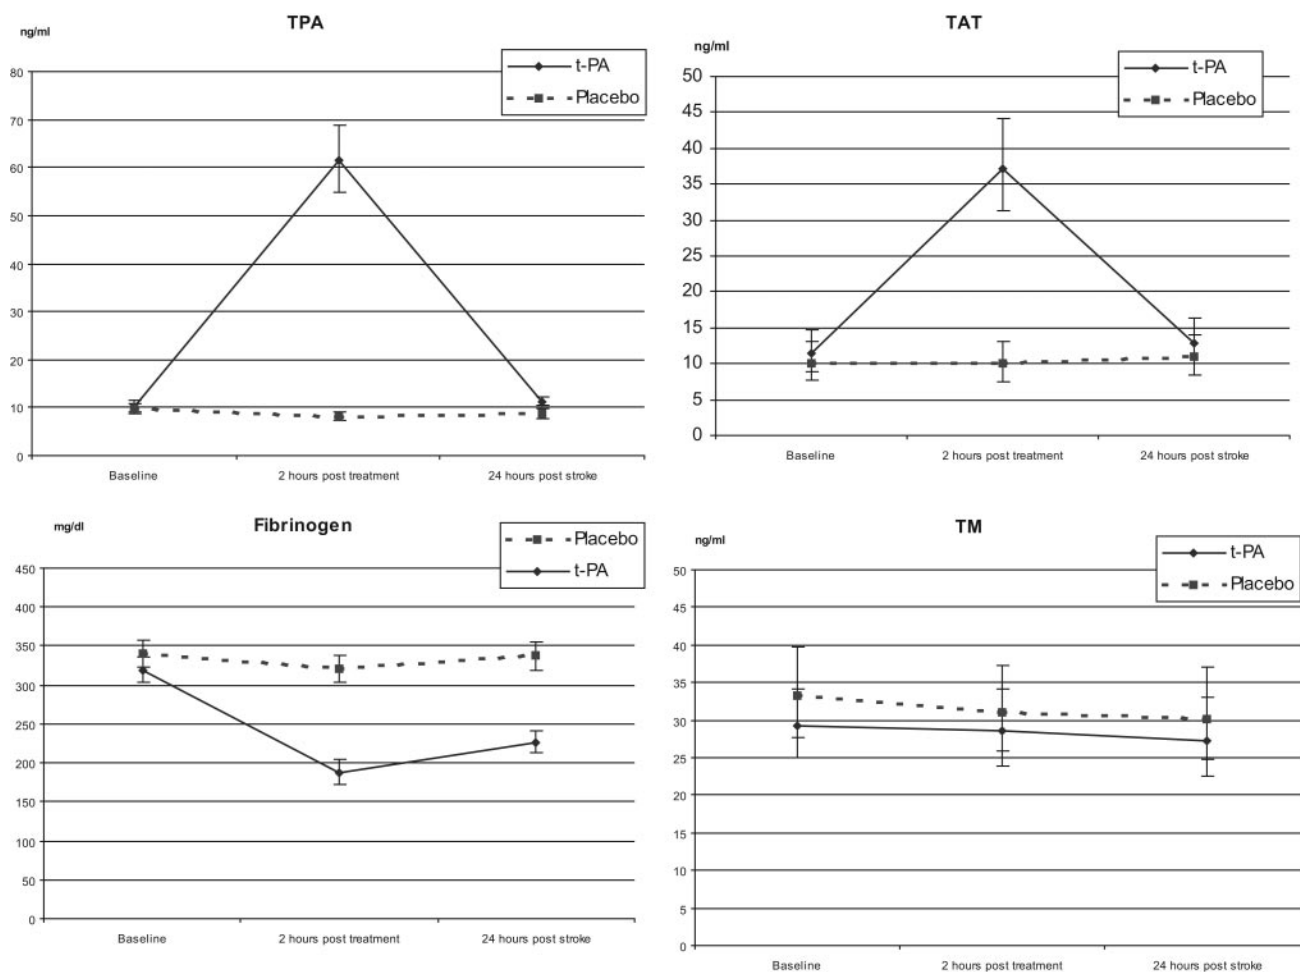 TPA
ng/ml
t-PA
Placebo
80
70
60
50
40
30
20
10
0
Baseline
2 hours post treatment
24 hours post stroke
TAT
ng/ml
t-PA
Placebo
50
45
40
35
30
25
20
15
10
5
0
Baseline
2 hours post treatment
24 hours post stroke
Fibrinogen
mg/dl
Placebo
t-PA
450
400
350
300
250
200
150
100
50
0
Baseline
2 hours post treatment
24 hours post stroke
TM
ng/ml
t-PA
Placebo
50
45
40
35
30
25
20
15
10
5
0
Baseline
2 hours post treatment
24 hours post stroke